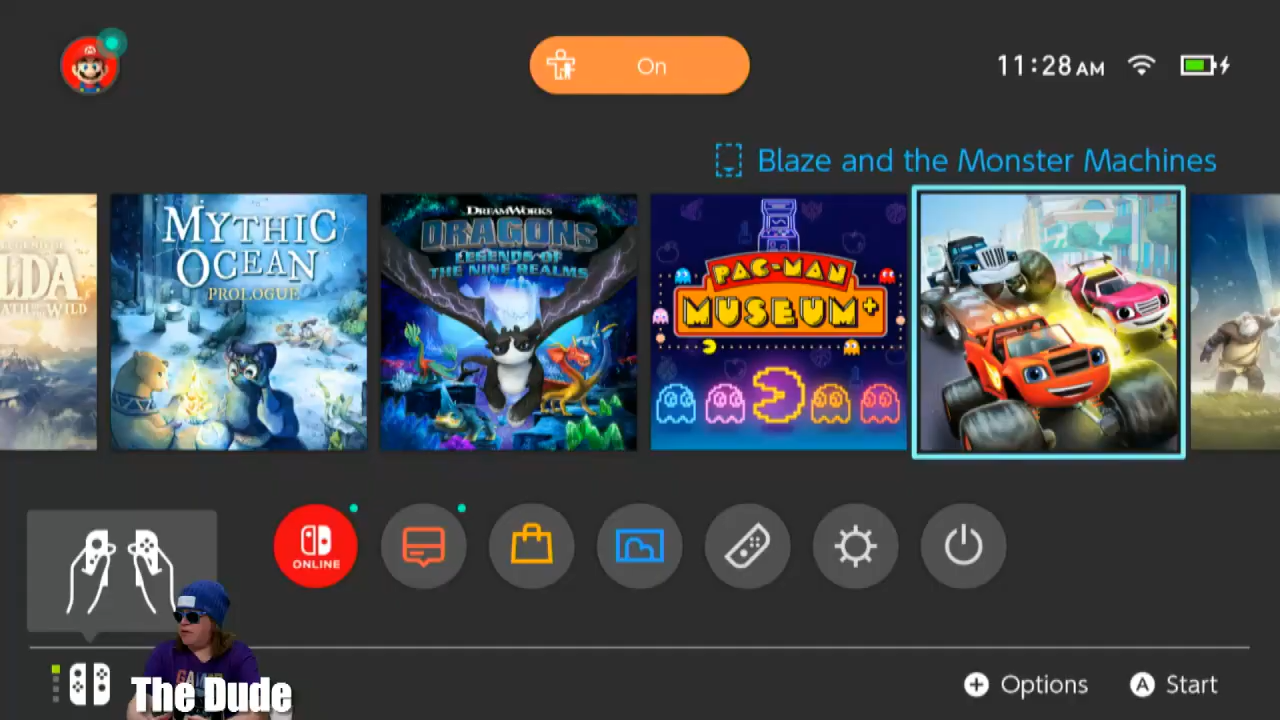 On
11:28 AM
Blaze and the Monster Machines
LDA
MYTHIC
OCEAN
PROLOGUE
DREAMWORKS
DRAGONS
LEGENDS OF
THE NINE REALMS
PAC-MAN
MUSEUM+
ONLINE
The Dude
+ Options
A Start